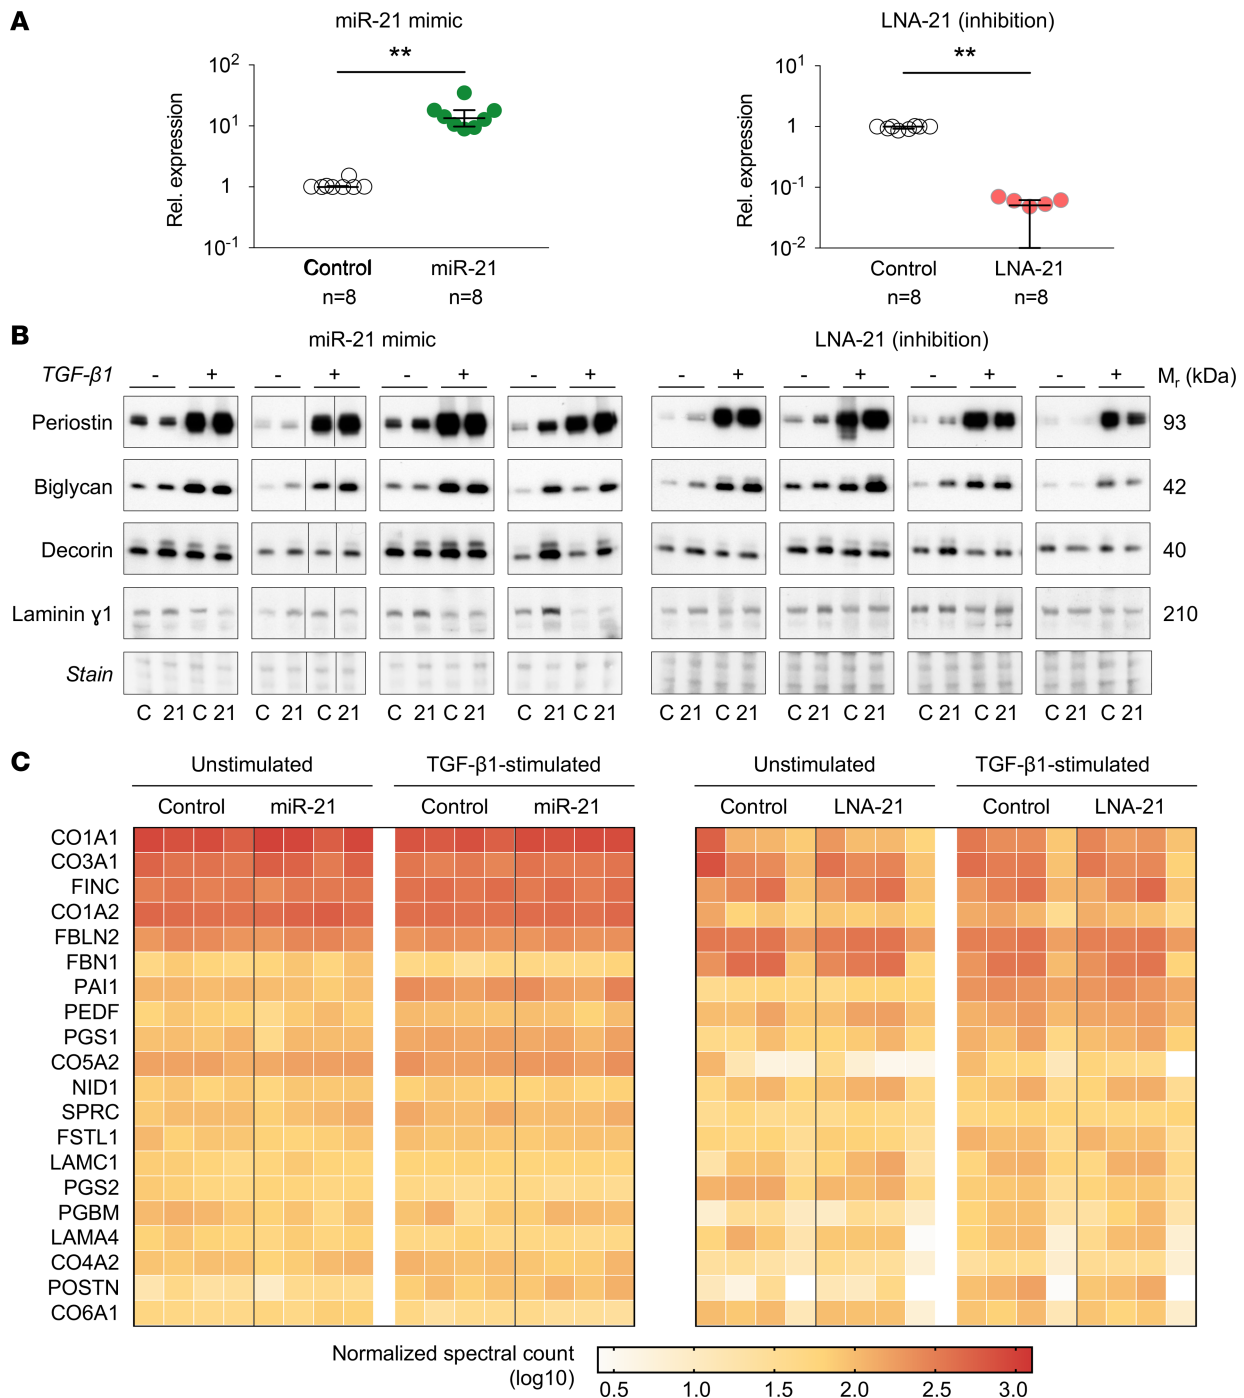 A
miR-21 mimic
LNA-21 (inhibition)
**
**
Rel. expression
10²
10¹
1
10⁻¹
Control
miR-21
n=8
n=8
Rel. expression
10¹
1
10⁻¹
10⁻²
Control
LNA-21
n=8
n=8
B
miR-21 mimic
LNA-21 (inhibition)
TGF-β1 - + - + - + - + - + - + - + - + Mr (kDa)
Periostin 93
Biglycan 42
Decorin 40
Laminin ɣ1 210
Stain
C 21 C 21 C 21 C 21 C 21 C 21 C 21 C 21 C 21 C 21 C 21 C 21 C 21 C 21 C 21 C 21
C
Unstimulated TGF-β1-stimulated Unstimulated TGF-β1-stimulated
Control miR-21 Control miR-21 Control LNA-21 Control LNA-21
CO1A1
CO3A1
FINC
CO1A2
FBLN2
FBN1
PAI1
PEDF
PGS1
CO5A2
NID1
SPRC
FSTL1
LAMC1
PGS2
PGBM
LAMA4
CO4A2
POSTN
CO6A1
Normalized spectral count
(log10)
0.5 1.0 1.5 2.0 2.5 3.0